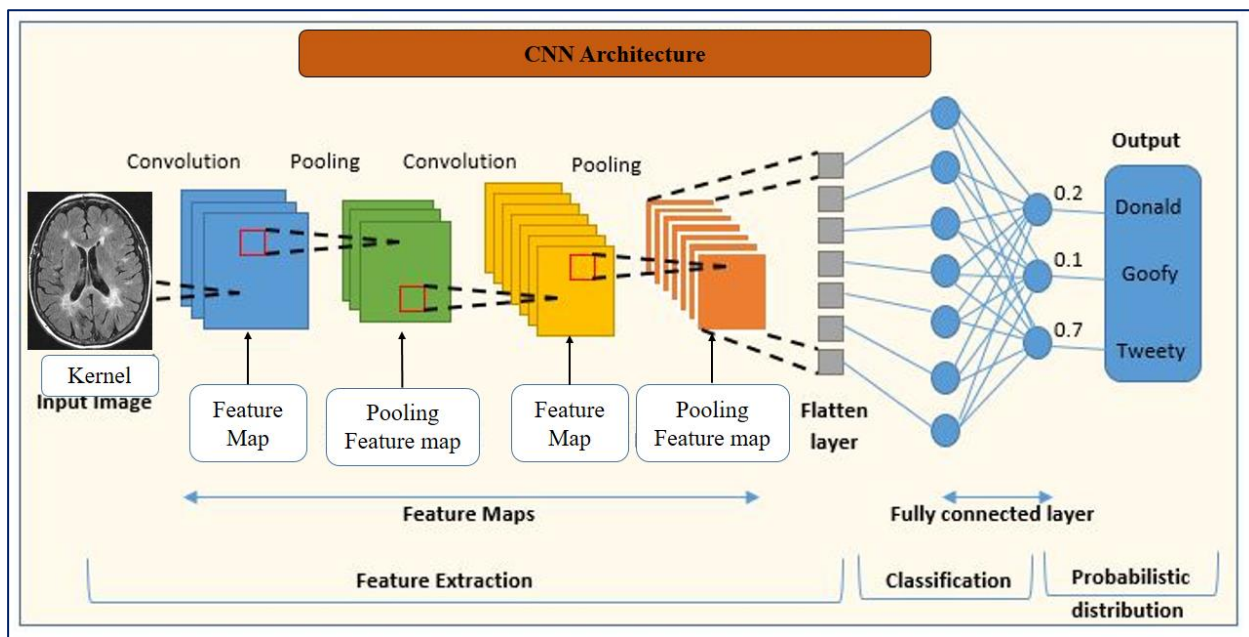 CNN Architecture
Convolution
Pooling
Convolution
Pooling
Output
0.2
Donald
0.1
Goofy
0.7
Tweety
Kernel
Input Image
Feature
Map
Pooling
Feature map
Feature
Map
Pooling
Feature map
Flatten
layer
Feature Maps
Fully connected layer
Feature Extraction
Classification
Probabilistic
distribution